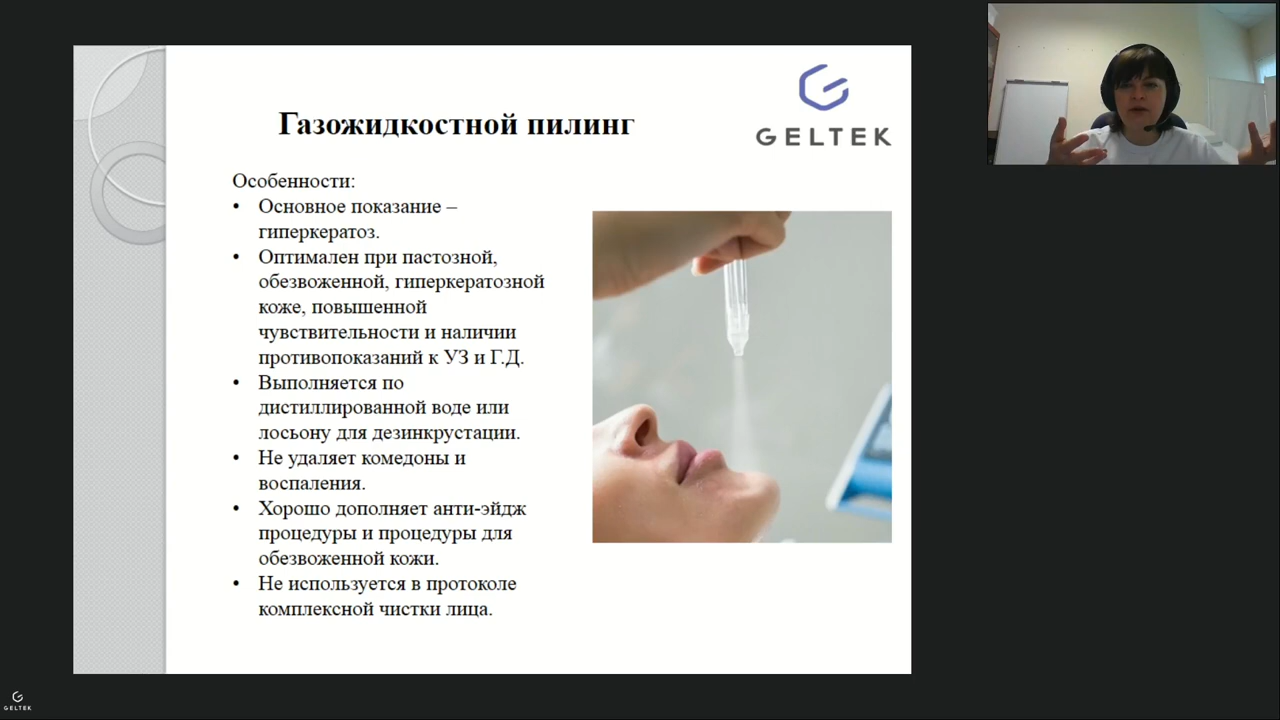 GELTEK
Газожидкостной пилинг
Особенности:
• Основное показание –
гиперкератоз.
• Оптимален при пастозной,
обезвоженной, гиперкератозной
коже, повышенной
чувствительности и наличии
противопоказаний к УЗ и Г.Д.
• Выполняется по
дистиллированной воде или
лосьону для дезинкрустации.
• Не удаляет комедоны и
воспаления.
• Хорошо дополняет анти-эйдж
процедуры и процедуры для
обезвоженной кожи.
• Не используется в протоколе
комплексной чистки лица.
GELTEK